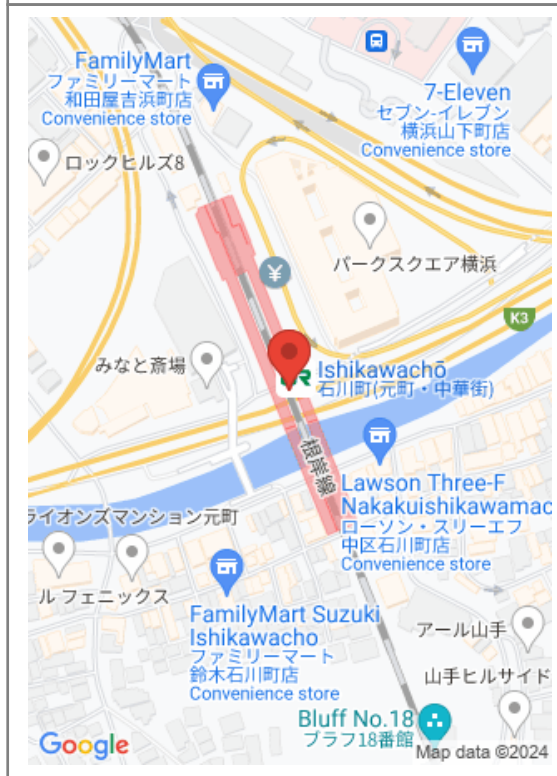 FamilyMart
ファミリーマート
和田屋吉浜町店
Convenience store
7-Eleven
セブン-イレブン
横浜山下町店
Convenience store
ロックヒルズ8
パークスクエア横浜
¥
K3
みなと斎場
JR
Ishikawachō
石川町(元町・中華街)
根岸線
Lawson Three-F
Nakakuishikawamac
ローソン・スリーエフ
中区石川町店
Convenience store
ライオンズマンション元町
ル フェニックス
FamilyMart Suzuki
Ishikawacho
ファミリーマート
鈴木石川町店
Convenience store
アール山手
山手ヒルサイド
Bluff No.18
ブラフ18番館
Google
Map data ©2024